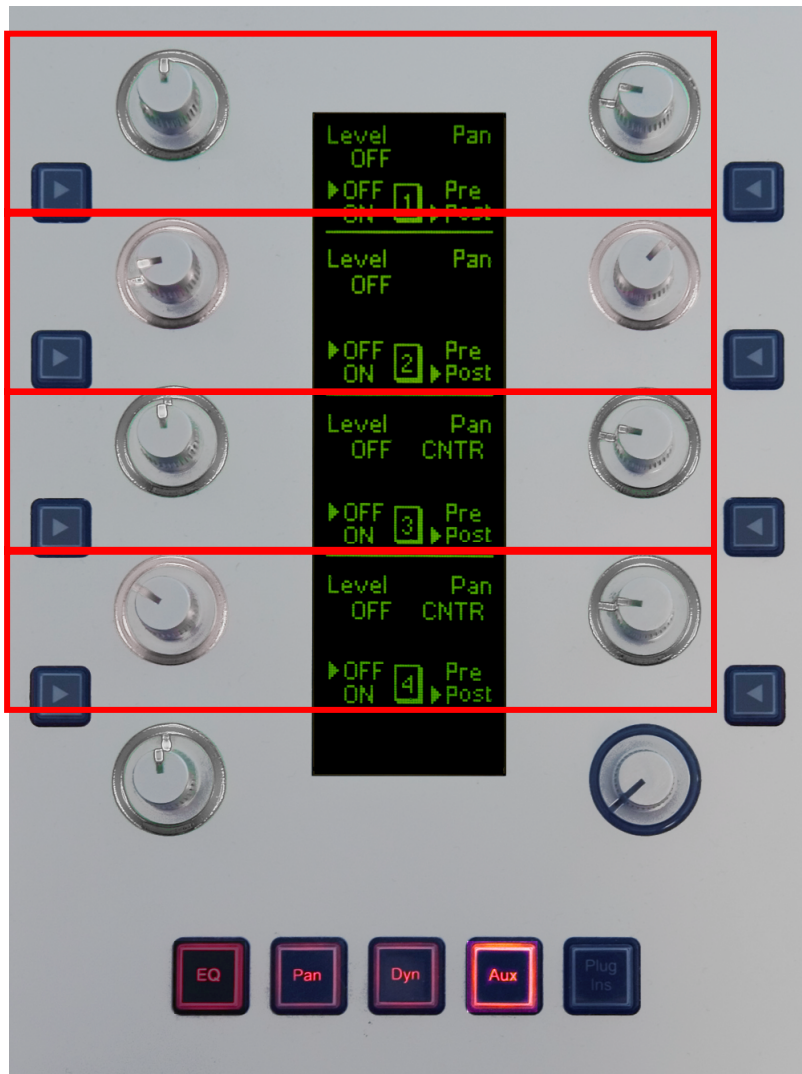 Level Pan
OFF
OFF 1 Pre
ON Post
Level Pan
OFF
OFF 2 Pre
ON Post
Level Pan
OFF CNTR
OFF 3 Pre
ON Post
Level Pan
OFF CNTR
OFF 4 Pre
ON Post
EQ Pan Dyn Aux Plug
Ins